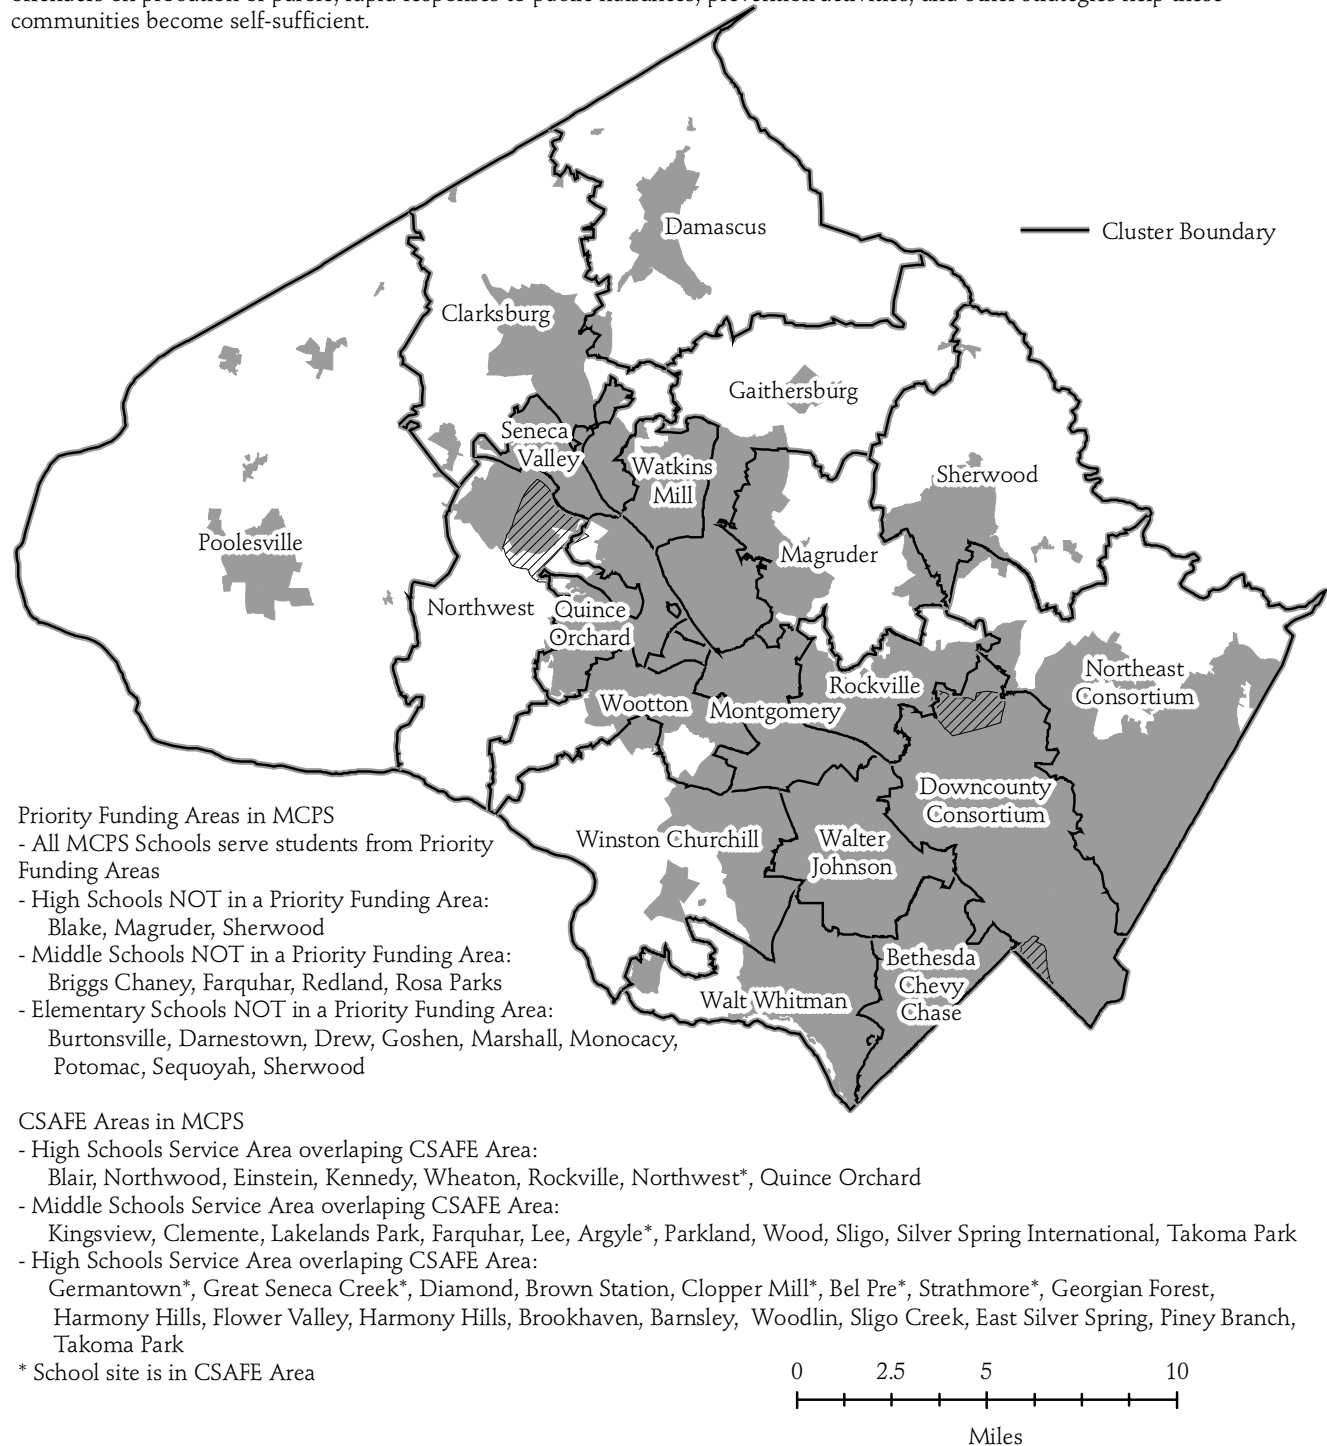 communities become self-sufficient.
Damascus
Cluster Boundary
Clarksburg
Gaithersburg
Seneca
Valley
Watkins
Mill
Sherwood
Poolesville
Magruder
Northwest
Quince
Orchard
Northeast
Consortium
Rockville
Wootton
Montgomery
Downcounty
Consortium
Winston Churchill
Walter
Johnson
Bethesda
Chevy
Chase
Walt Whitman
Priority Funding Areas in MCPS
- All MCPS Schools serve students from Priority
Funding Areas
- High Schools NOT in a Priority Funding Area:
Blake, Magruder, Sherwood
- Middle Schools NOT in a Priority Funding Area:
Briggs Chaney, Farquhar, Redland, Rosa Parks
- Elementary Schools NOT in a Priority Funding Area:
Burtonsville, Darnestown, Drew, Goshen, Marshall, Monocacy,
Potomac, Sequoyah, Sherwood
CSAFE Areas in MCPS
- High Schools Service Area overlaping CSAFE Area:
Blair, Northwood, Einstein, Kennedy, Wheaton, Rockville, Northwest*, Quince Orchard
- Middle Schools Service Area overlaping CSAFE Area:
Kingsview, Clemente, Lakelands Park, Farquhar, Lee, Argyle*, Parkland, Wood, Sligo, Silver Spring International, Takoma Park
- High Schools Service Area overlaping CSAFE Area:
Germantown*, Great Seneca Creek*, Diamond, Brown Station, Clopper Mill*, Bel Pre*, Strathmore*, Georgian Forest,
Harmony Hills, Flower Valley, Harmony Hills, Brookhaven, Barnsley, Woodlin, Sligo Creek, East Silver Spring, Piney Branch,
Takoma Park
* School site is in CSAFE Area
0 2.5 5 10
Miles